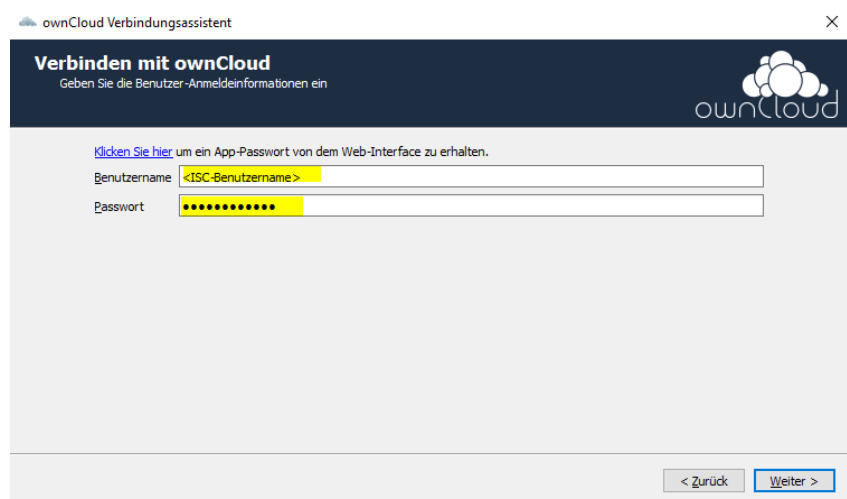 ownCloud Verbindungsassistent
Verbinden mit ownCloud
Geben Sie die Benutzer-Anmeldeinformationen ein
ownCloud
Klicken Sie hier um ein App-Passwort von dem Web-Interface zu erhalten.
Benutzername <ISC-Benutzername>
Passwort ●●●●●●●●●●●●
< Zurück Weiter >